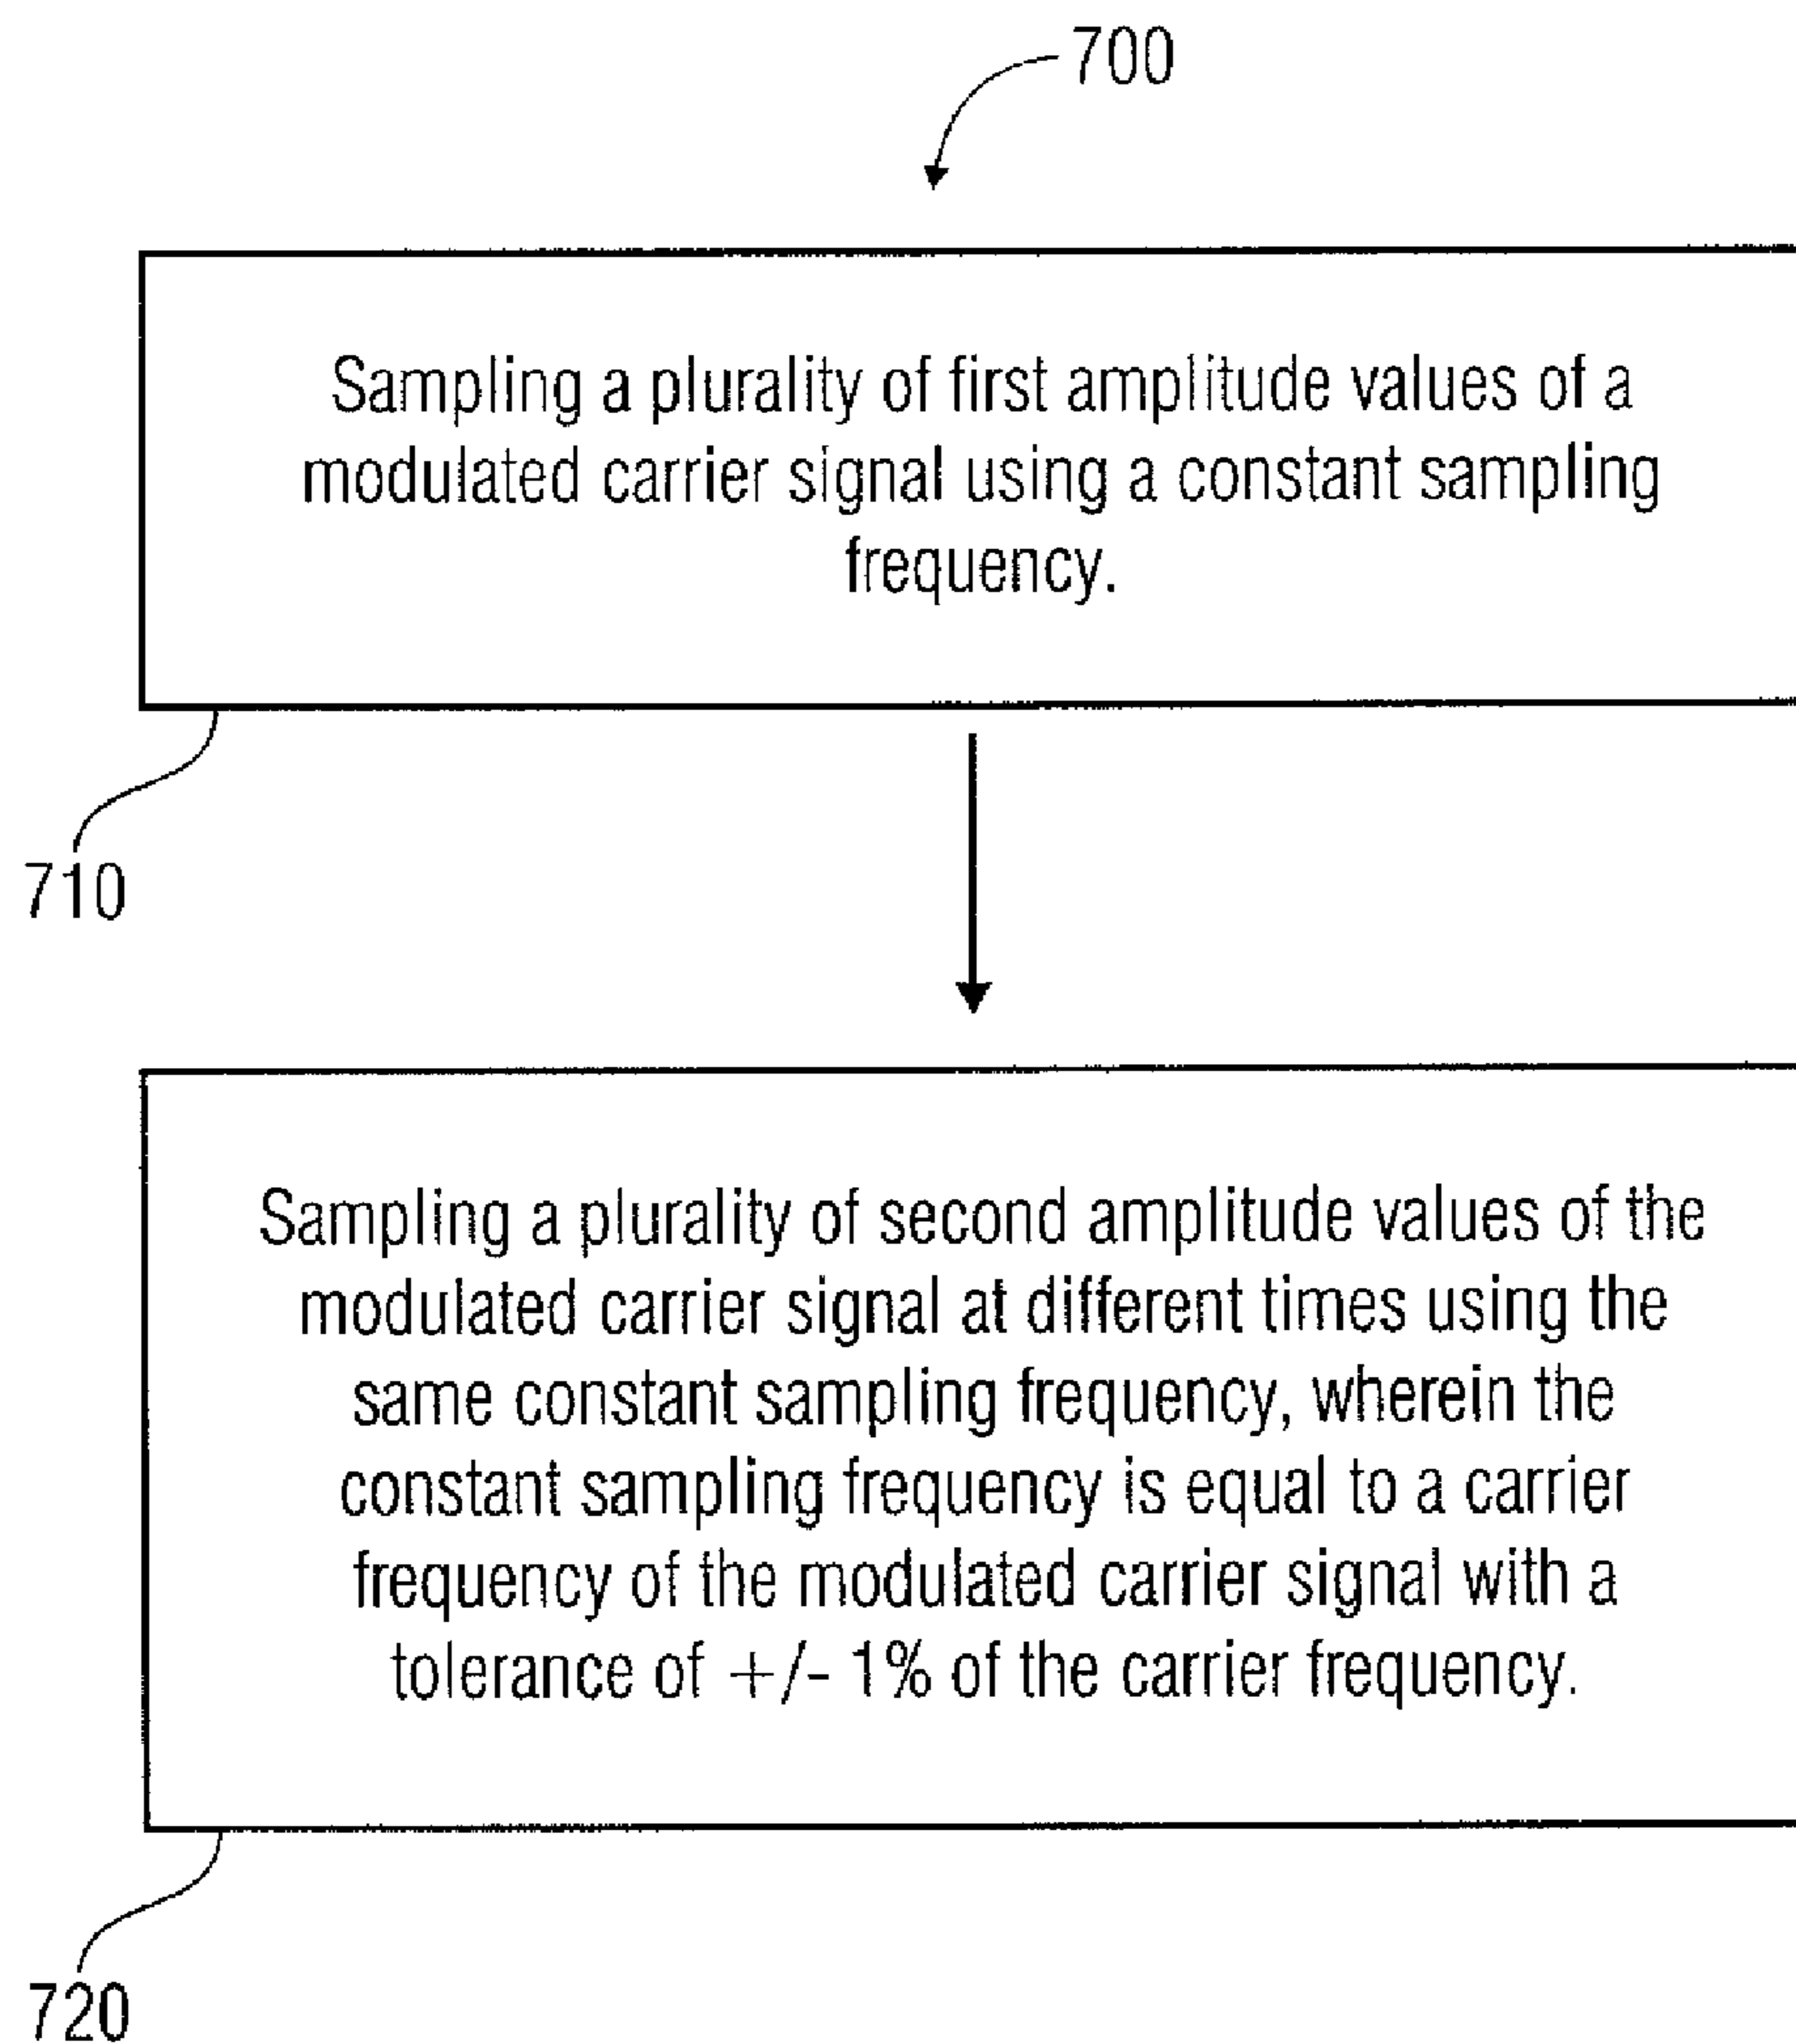 700
Sampling a plurality of first amplitude values of a
modulated carrier signal using a constant sampling
frequency.
710
Sampling a plurality of second amplitude values of the
modulated carrier signal at different times using the
same constant sampling frequency, wherein the
constant sampling frequency is equal to a carrier
frequency of the modulated carrier signal with a
tolerance of +/- 1% of the carrier frequency.
720